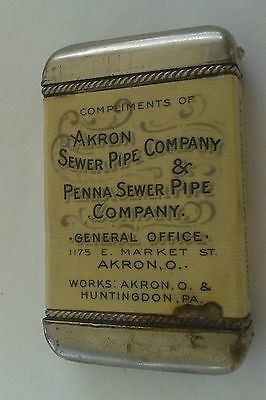 COMPLIMENTS OF
AKRON
SEWER PIPE COMPANY
&
PENNA SEWER PIPE
COMPANY.
• GENERAL OFFICE •
1175 E. MARKET ST.
AKRON, O.
WORKS: AKRON, O. &
HUNTINGDON, PA.